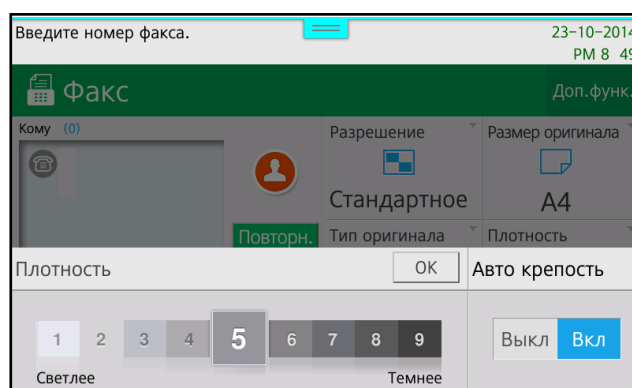 Введите номер факса.
23-10-2014
PM 8 49
Факс
Доп.функ.
Кому (0)
Разрешение
Размер оригинала
Стандартное
A4
Повторн.
Тип оригинала
Плотность
Плотность
OK
Авто крепость
1 2 3 4 5 6 7 8 9
Выкл Вкл
Светлее
Темнее